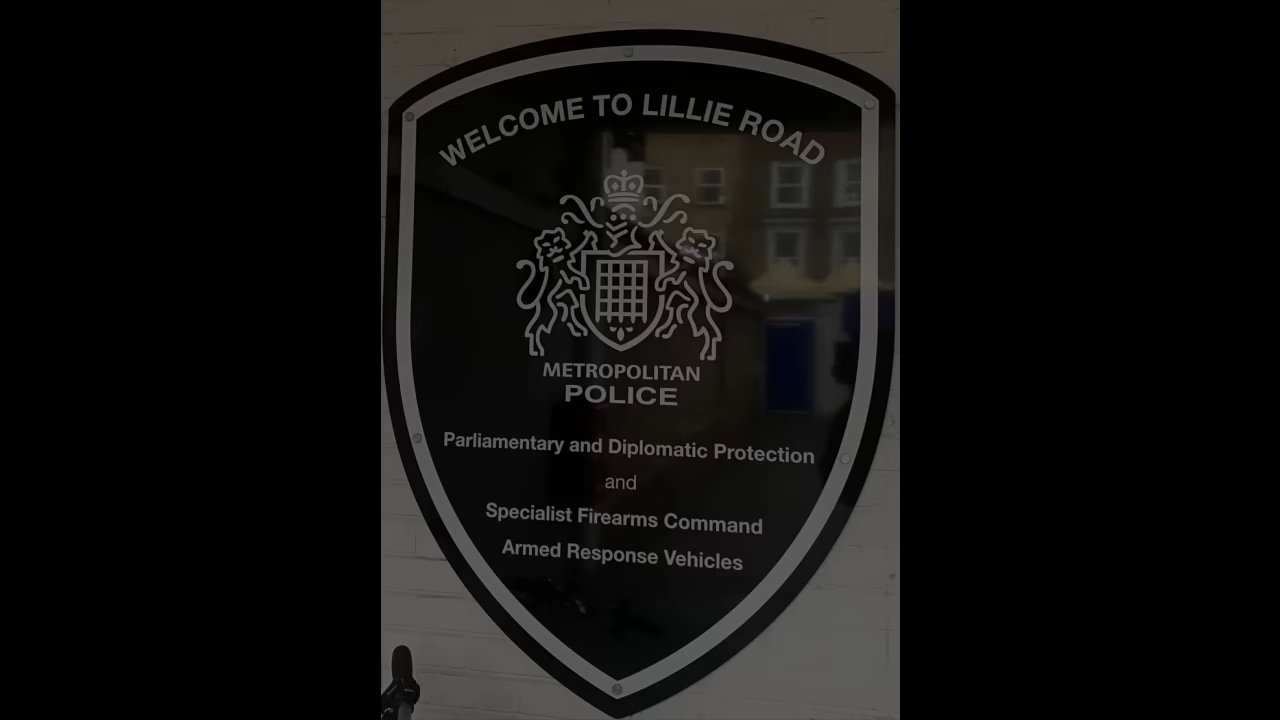 WELCOME TO LILLIE ROAD
METROPOLITAN
POLICE
Parliamentary and Diplomatic Protection
and
Specialist Firearms Command
Armed Response Vehicles